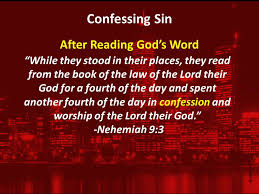 Confessing Sin
After Reading God's Word
“While they stood in their places, they read
from the book of the law of the Lord their
God for a fourth of the day and spent
another fourth of the day in confession and
worship of the Lord their God.”
-Nehemiah 9:3